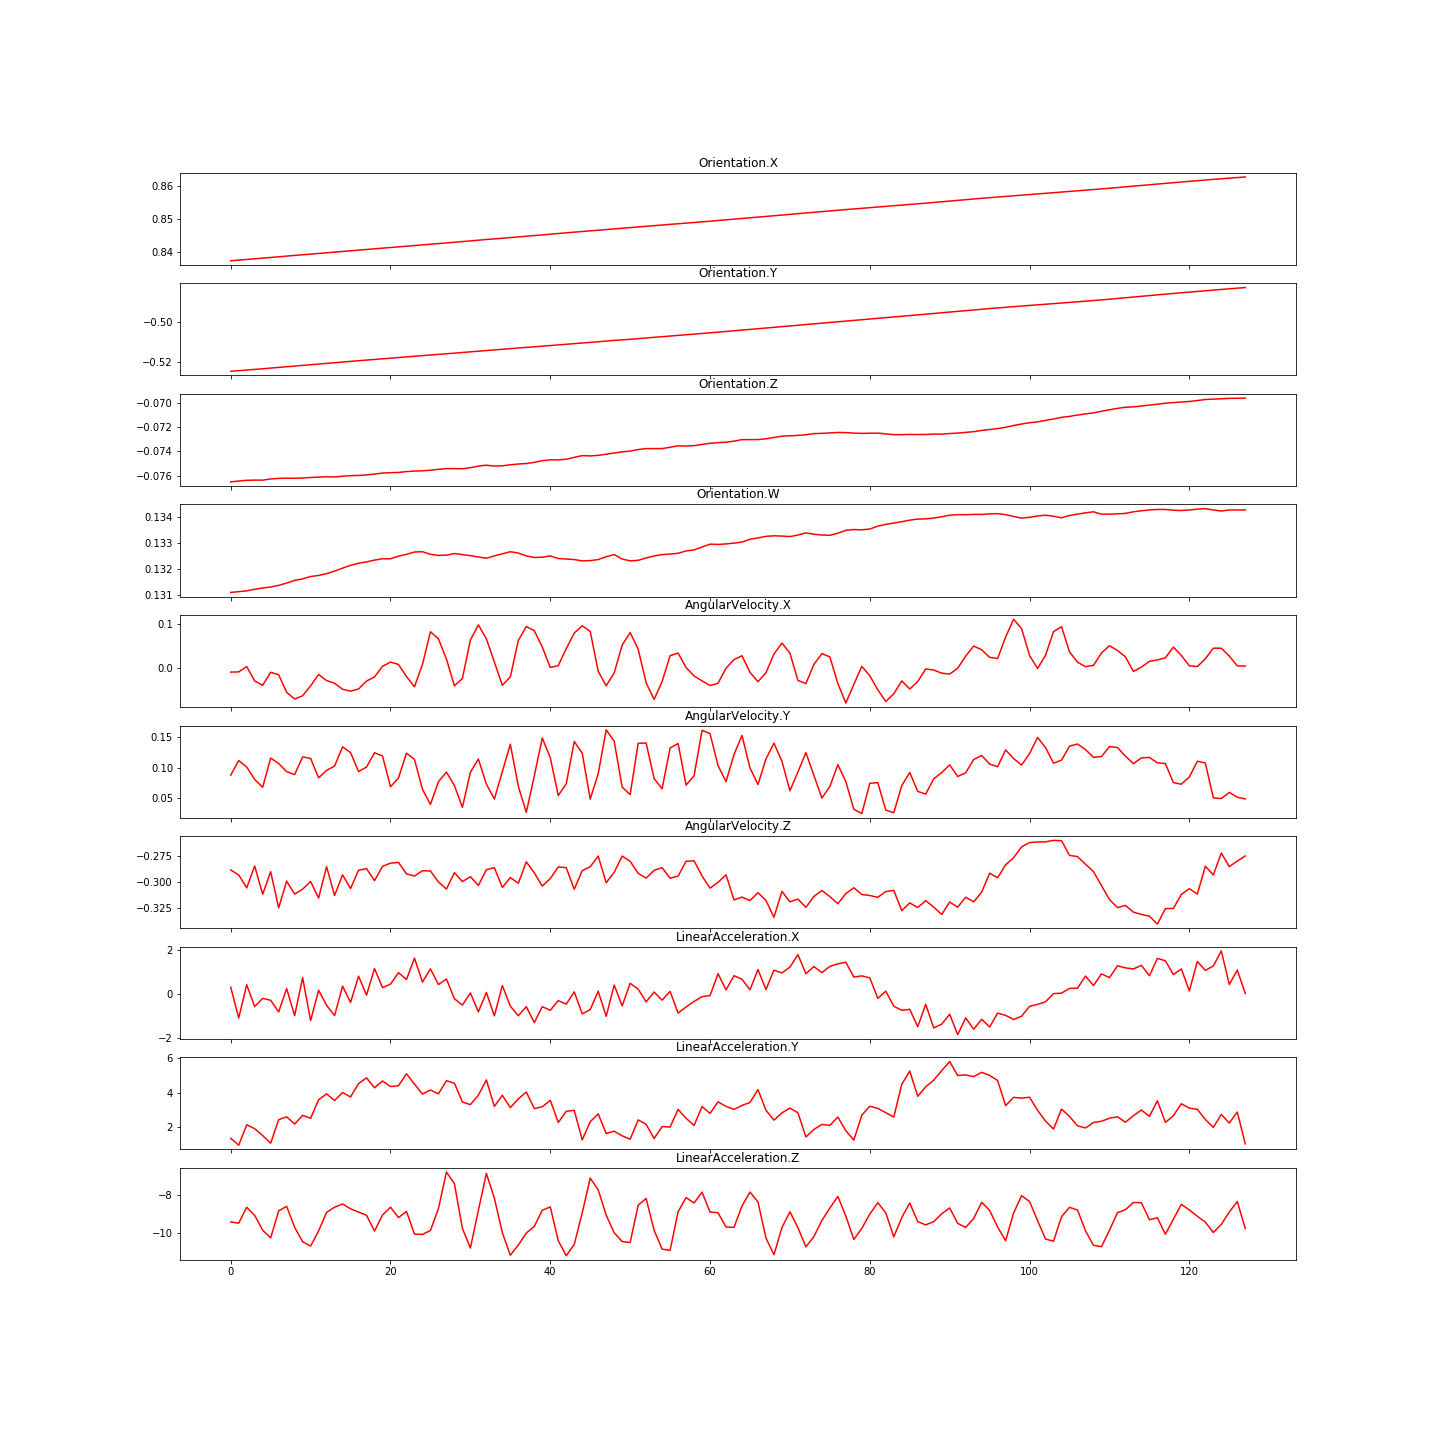 Orientation.X
0.86
0.85
0.84
Orientation.Y
−0.50
−0.52
Orientation.Z
−0.070
−0.072
−0.074
−0.076
Orientation.W
0.134
0.133
0.132
0.131
AngularVelocity.X
0.1
0.0
AngularVelocity.Y
0.15
0.10
0.05
AngularVelocity.Z
−0.275
−0.300
−0.325
LinearAcceleration.X
2
0
−2
LinearAcceleration.Y
6
4
2
LinearAcceleration.Z
−8
−10
0 20 40 60 80 100 120